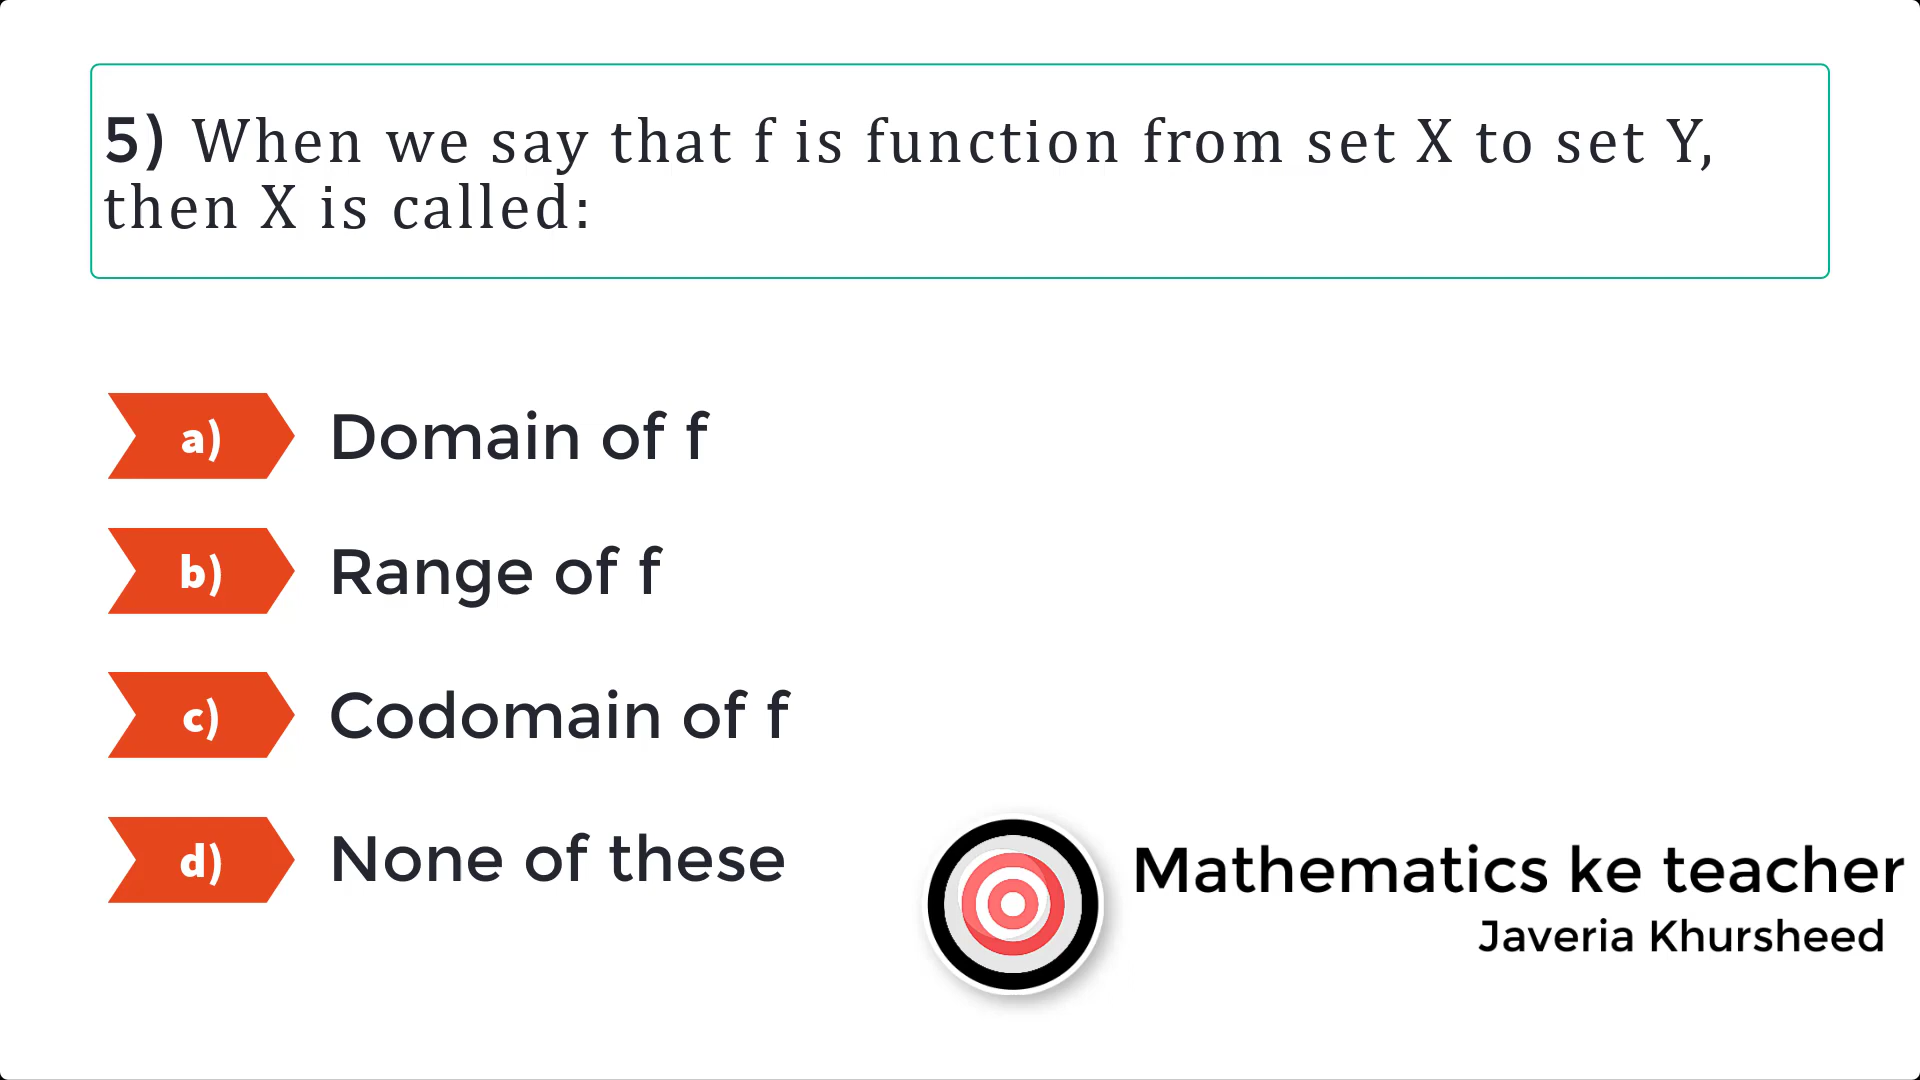 5) When we say that f is function from set X to set Y,
then X is called:
a) Domain of f
b) Range of f
c) Codomain of f
d) None of these
Mathematics ke teacher
Javeria Khursheed